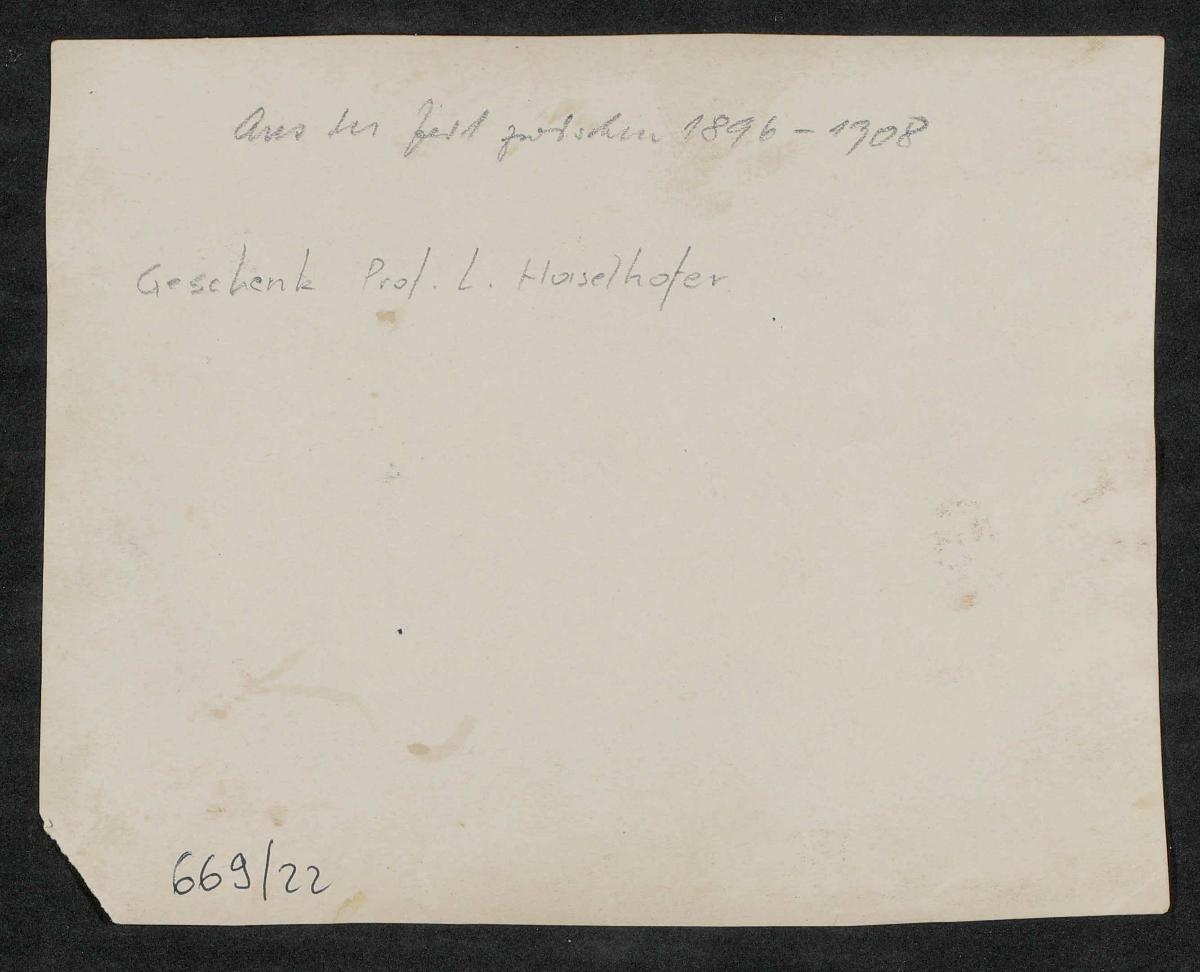 Aus der Zeit zwischen 1896 - 1908
Geschenk Prof. L. Haselhofer
669/22